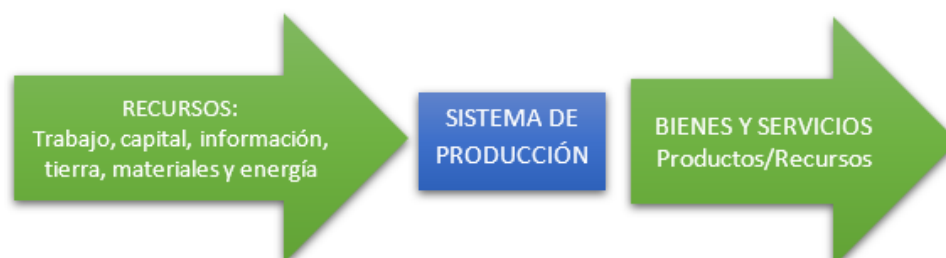 RECURSOS:
Trabajo, capital, información,
tierra, materiales y energía
SISTEMA DE
PRODUCCIÓN
BIENES Y SERVICIOS
Productos/Recursos